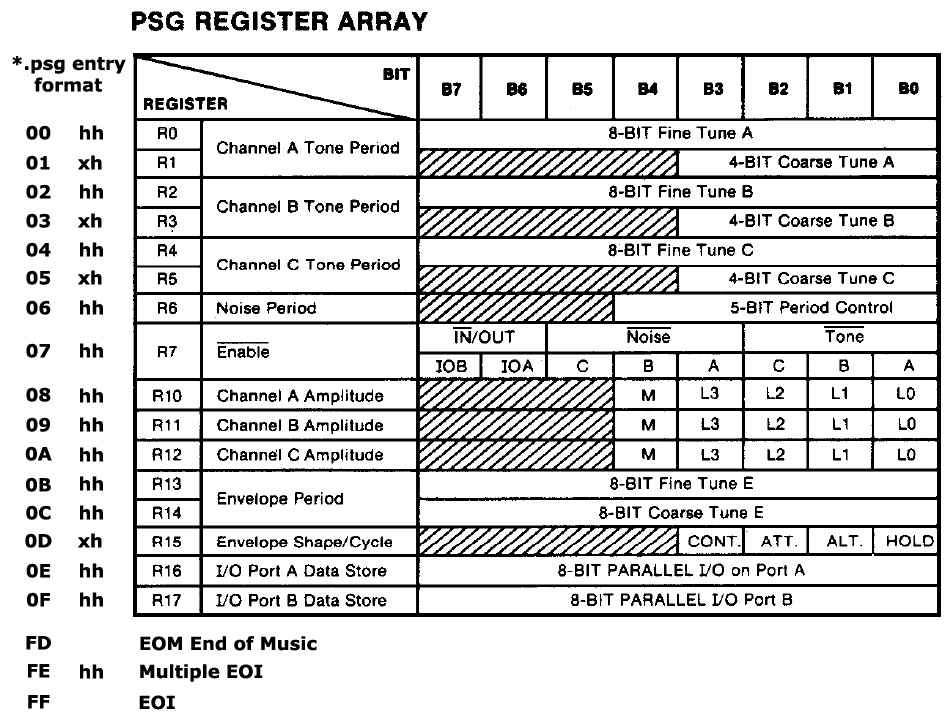 PSG REGISTER ARRAY
*.psg entry
format
BIT
REGISTER
B7 B6 B5 B4 B3 B2 B1 B0
00 hh R0 Channel A Tone Period 8-BIT Fine Tune A
01 xh R1 4-BIT Coarse Tune A
02 hh R2 Channel B Tone Period 8-BIT Fine Tune B
03 xh R3 4-BIT Coarse Tune B
04 hh R4 Channel C Tone Period 8-BIT Fine Tune C
05 xh R5 4-BIT Coarse Tune C
06 hh R6 Noise Period 5-BIT Period Control
07 hh R7 Enable IN/OUT Noise Tone
IOB IOA C B A C B A
08 hh R10 Channel A Amplitude M L3 L2 L1 L0
09 hh R11 Channel B Amplitude M L3 L2 L1 L0
0A hh R12 Channel C Amplitude M L3 L2 L1 L0
0B hh R13 Envelope Period 8-BIT Fine Tune E
0C hh R14 8-BIT Coarse Tune E
0D xh R15 Envelope Shape/Cycle CONT. ATT. ALT. HOLD
0E hh R16 I/O Port A Data Store 8-BIT PARALLEL I/O on Port A
0F hh R17 I/O Port B Data Store 8-BIT PARALLEL I/O Port B
FD EOM End of Music
FE hh Multiple EOI
FF EOI